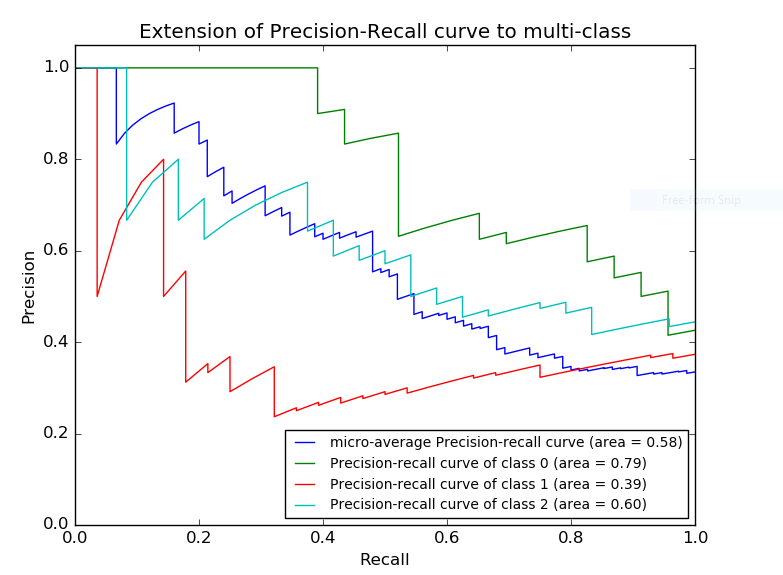 Extension of Precision-Recall curve to multi-class
1.0
0.8
0.6
0.4
0.2
0.0
Precision
Free-form Snip
micro-average Precision-recall curve (area = 0.58)
Precision-recall curve of class 0 (area = 0.79)
Precision-recall curve of class 1 (area = 0.39)
Precision-recall curve of class 2 (area = 0.60)
0.0 0.2 0.4 0.6 0.8 1.0
Recall